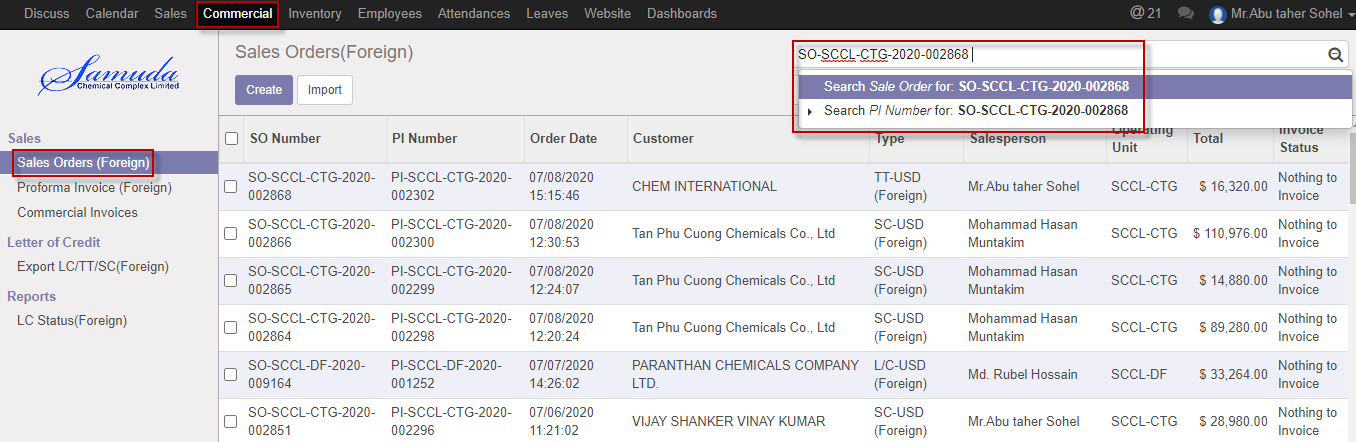 Discuss Calendar Sales Commercial Inventory Employees Attendances Leaves Website Dashboards @ 21 Mr.Abu taher Sohel
Samuda
Chemical Complex Limited
Sales Orders(Foreign)
SO-SCCL-CTG-2020-002868
Create Import
Search Sale Order for: SO-SCCL-CTG-2020-002868
Search PI Number for: SO-SCCL-CTG-2020-002868
Sales
Sales Orders (Foreign)
Proforma Invoice (Foreign)
Commercial Invoices
Letter of Credit
Export LC/TT/SC(Foreign)
Reports
LC Status(Foreign)
SO Number PI Number Order Date Customer Type Salesperson Operating Unit Total Invoice Status
SO-SCCL-CTG-2020- PI-SCCL-CTG-2020- 07/08/2020 CHEM INTERNATIONAL TT-USD Mr.Abu taher Sohel SCCL-CTG $ 16,320.00 Nothing to
002868 002302 15:15:46 (Foreign) Invoice
SO-SCCL-CTG-2020- PI-SCCL-CTG-2020- 07/08/2020 Tan Phu Cuong Chemicals Co., Ltd SC-USD Mohammad Hasan SCCL-CTG $ 110,976.00 Nothing to
002866 002300 12:30:53 (Foreign) Muntakim Invoice
SO-SCCL-CTG-2020- PI-SCCL-CTG-2020- 07/08/2020 Tan Phu Cuong Chemicals Co., Ltd SC-USD Mohammad Hasan SCCL-CTG $ 14,880.00 Nothing to
002865 002299 12:24:07 (Foreign) Muntakim Invoice
SO-SCCL-CTG-2020- PI-SCCL-CTG-2020- 07/08/2020 Tan Phu Cuong Chemicals Co., Ltd SC-USD Mohammad Hasan SCCL-CTG $ 89,280.00 Nothing to
002864 002298 12:20:24 (Foreign) Muntakim Invoice
SO-SCCL-DF-2020- PI-SCCL-DF-2020- 07/07/2020 PARANTHAN CHEMICALS COMPANY L/C-USD Md. Rubel Hossain SCCL-DF $ 33,264.00 Nothing to
009164 001252 14:26:02 LTD. (Foreign) Invoice
SO-SCCL-CTG-2020- PI-SCCL-CTG-2020- 07/06/2020 VIJAY SHANKER VINAY KUMAR SC-USD Mr.Abu taher Sohel SCCL-CTG $ 28,980.00 Nothing to
002851 002296 11:21:02 (Foreign) Invoice